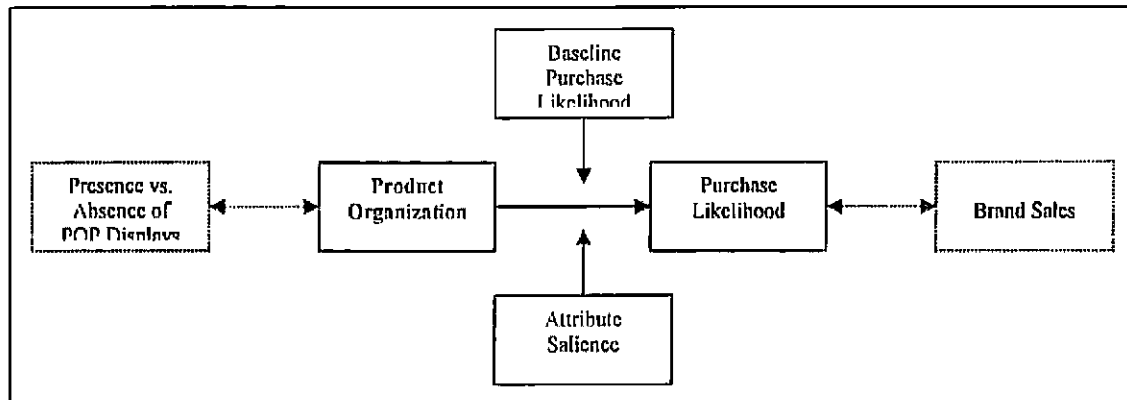 Baseline
Purchase
Likelihood
Presence vs.
Absence of
POP Displays
Product
Organization
Purchase
Likelihood
Brand Sales
Attribute
Salience